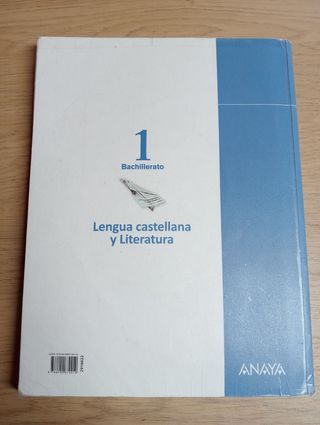 1
Bachillerato
Lengua castellana
y Literatura
ANAYA